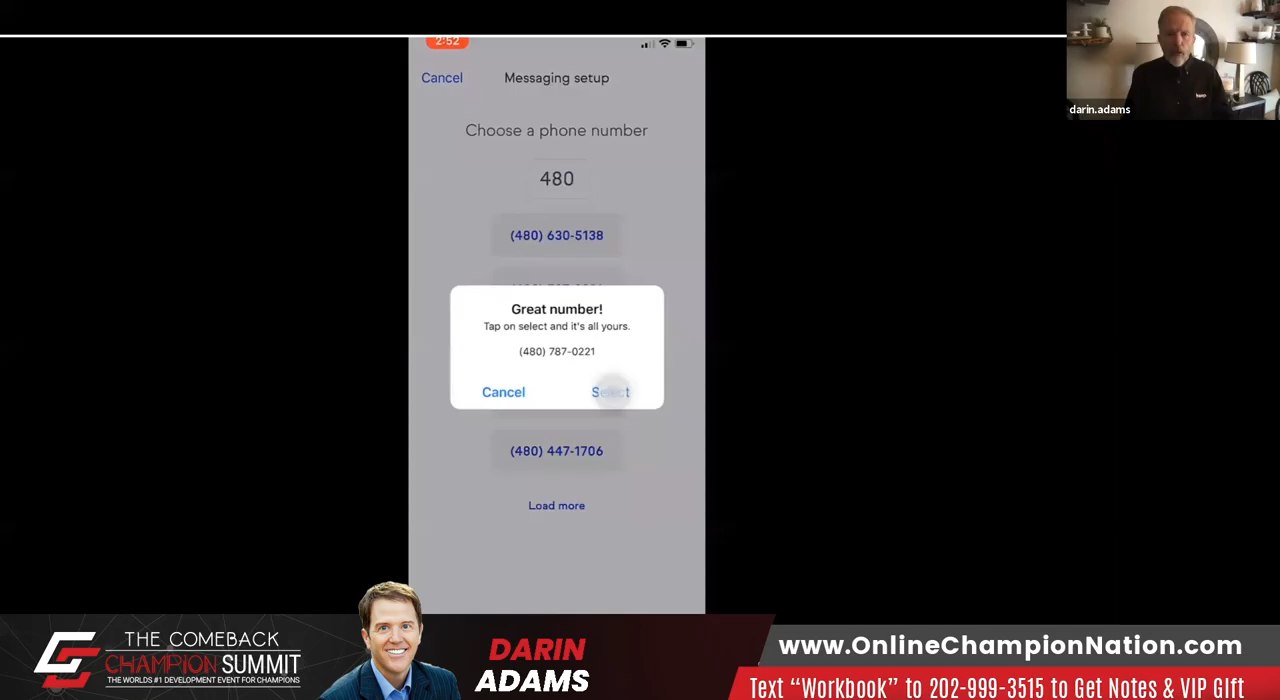 2:52
Cancel
Messaging setup
Choose a phone number
480
(480) 630-5138
Great number!
Tap on select and it's all yours.
(480) 787-0221
Cancel
Select
(480) 447-1706
Load more
darin.adams
THE COMEBACK
CHAMPION SUMMIT
THE WORLDS #1 DEVELOPMENT EVENT FOR CHAMPIONS
DARIN
ADAMS
www.OnlineChampionNation.com
Text “Workbook” to 202-999-3515 to Get Notes & VIP GIft